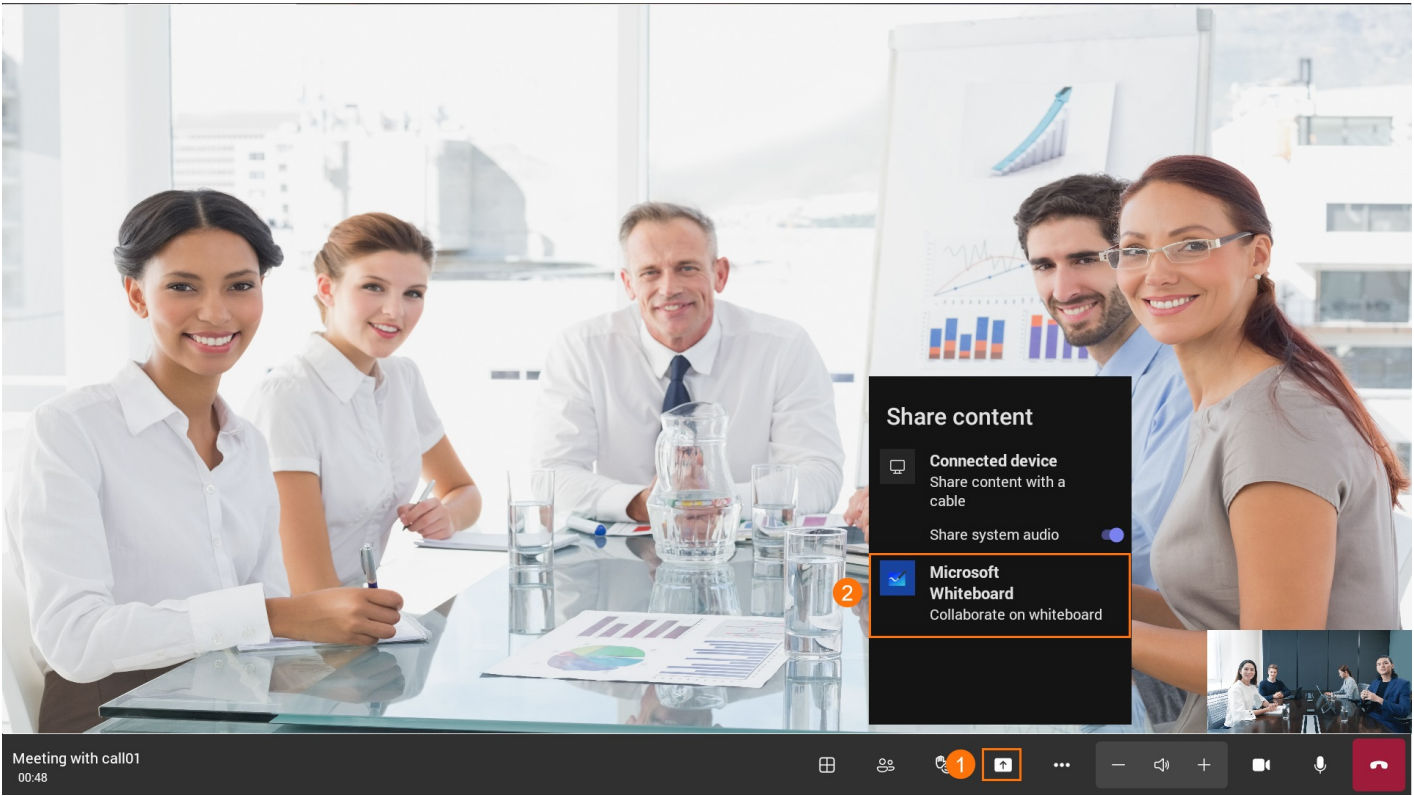 Share content
Connected device
Share content with a
cable
Share system audio
Microsoft
Whiteboard
Collaborate on whiteboard
2
Meeting with call01
00:48
1